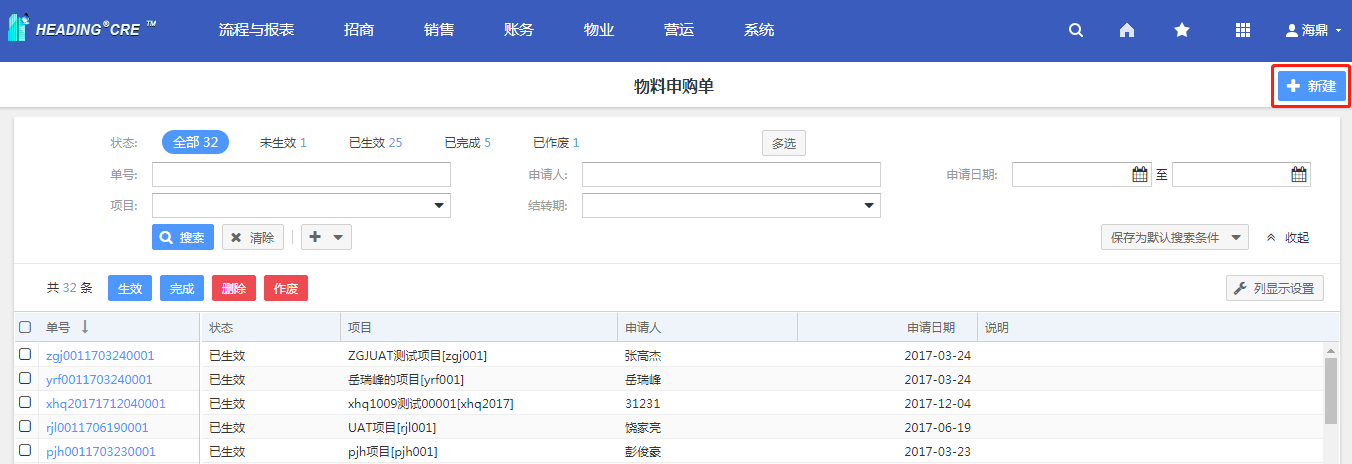 HEADING®CRE ™ 流程与报表 招商 销售 账务 物业 营运 系统 海鼎
物料申购单 新建
状态: 全部 32 未生效 1 已生效 25 已完成 5 已作废 1 多选
单号: 申请人: 申请日期: 至
项目: 结转期:
搜索 清除 保存为默认搜索条件 收起
共 32 条 生效 完成 删除 作废 列显示设置
单号 状态 项目 申请人 申请日期 说明
zgj0011703240001 已生效 ZGJUAT测试项目[zgj001] 张高杰 2017-03-24
yrf0011703240001 已生效 岳瑞峰的项目[yrf001] 岳瑞峰 2017-03-24
xhq20171712040001 已生效 xhq1009测试00001[xhq2017] 31231 2017-12-04
rjl0011706190001 已生效 UAT项目[rjl001] 饶家亮 2017-06-19
pjh0011703230001 已生效 pjh项目[pjh001] 彭俊豪 2017-03-23